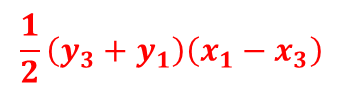 ½(y₃ + y₁)(x₁ − x₃)